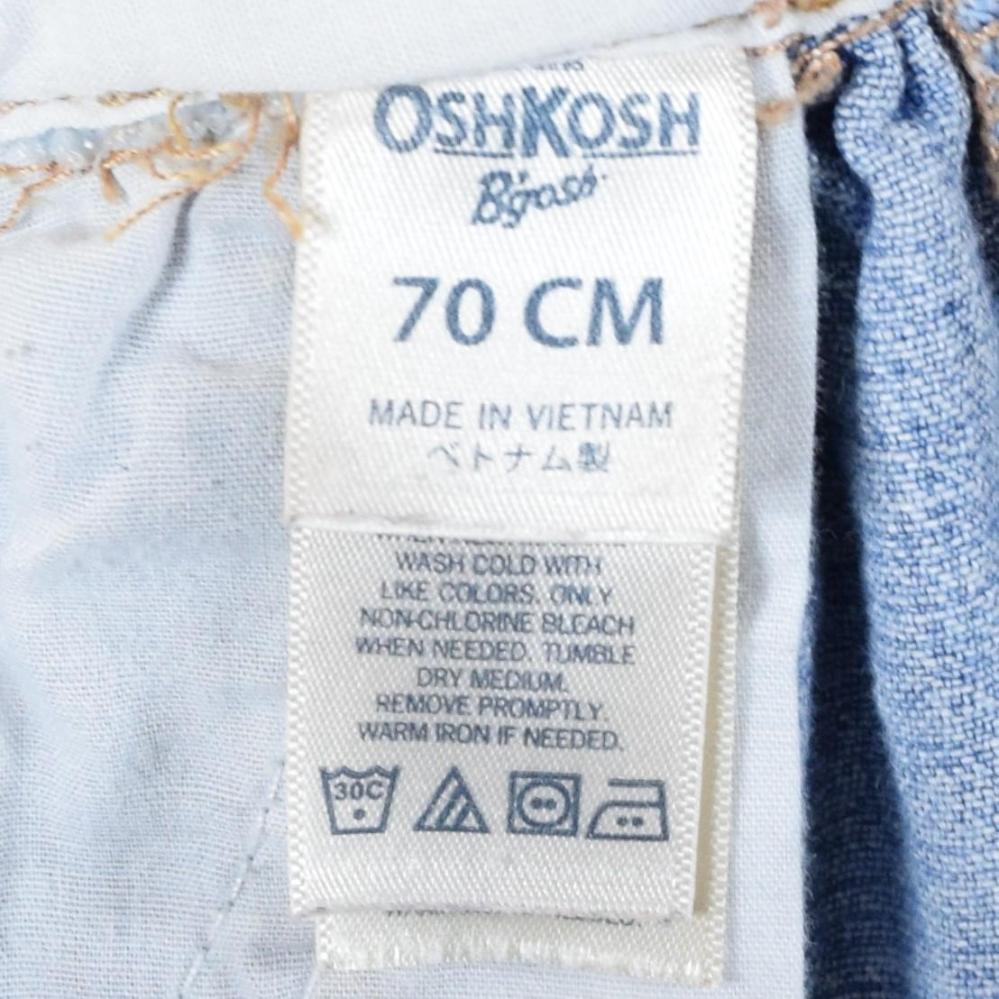 OSHKOSH
B'gosh
70 CM
MADE IN VIETNAM
ベトナム製
WASH COLD WITH
LIKE COLORS. ONLY
NON-CHLORINE BLEACH
WHEN NEEDED. TUMBLE
DRY MEDIUM.
REMOVE PROMPTLY.
WARM IRON IF NEEDED.
30C